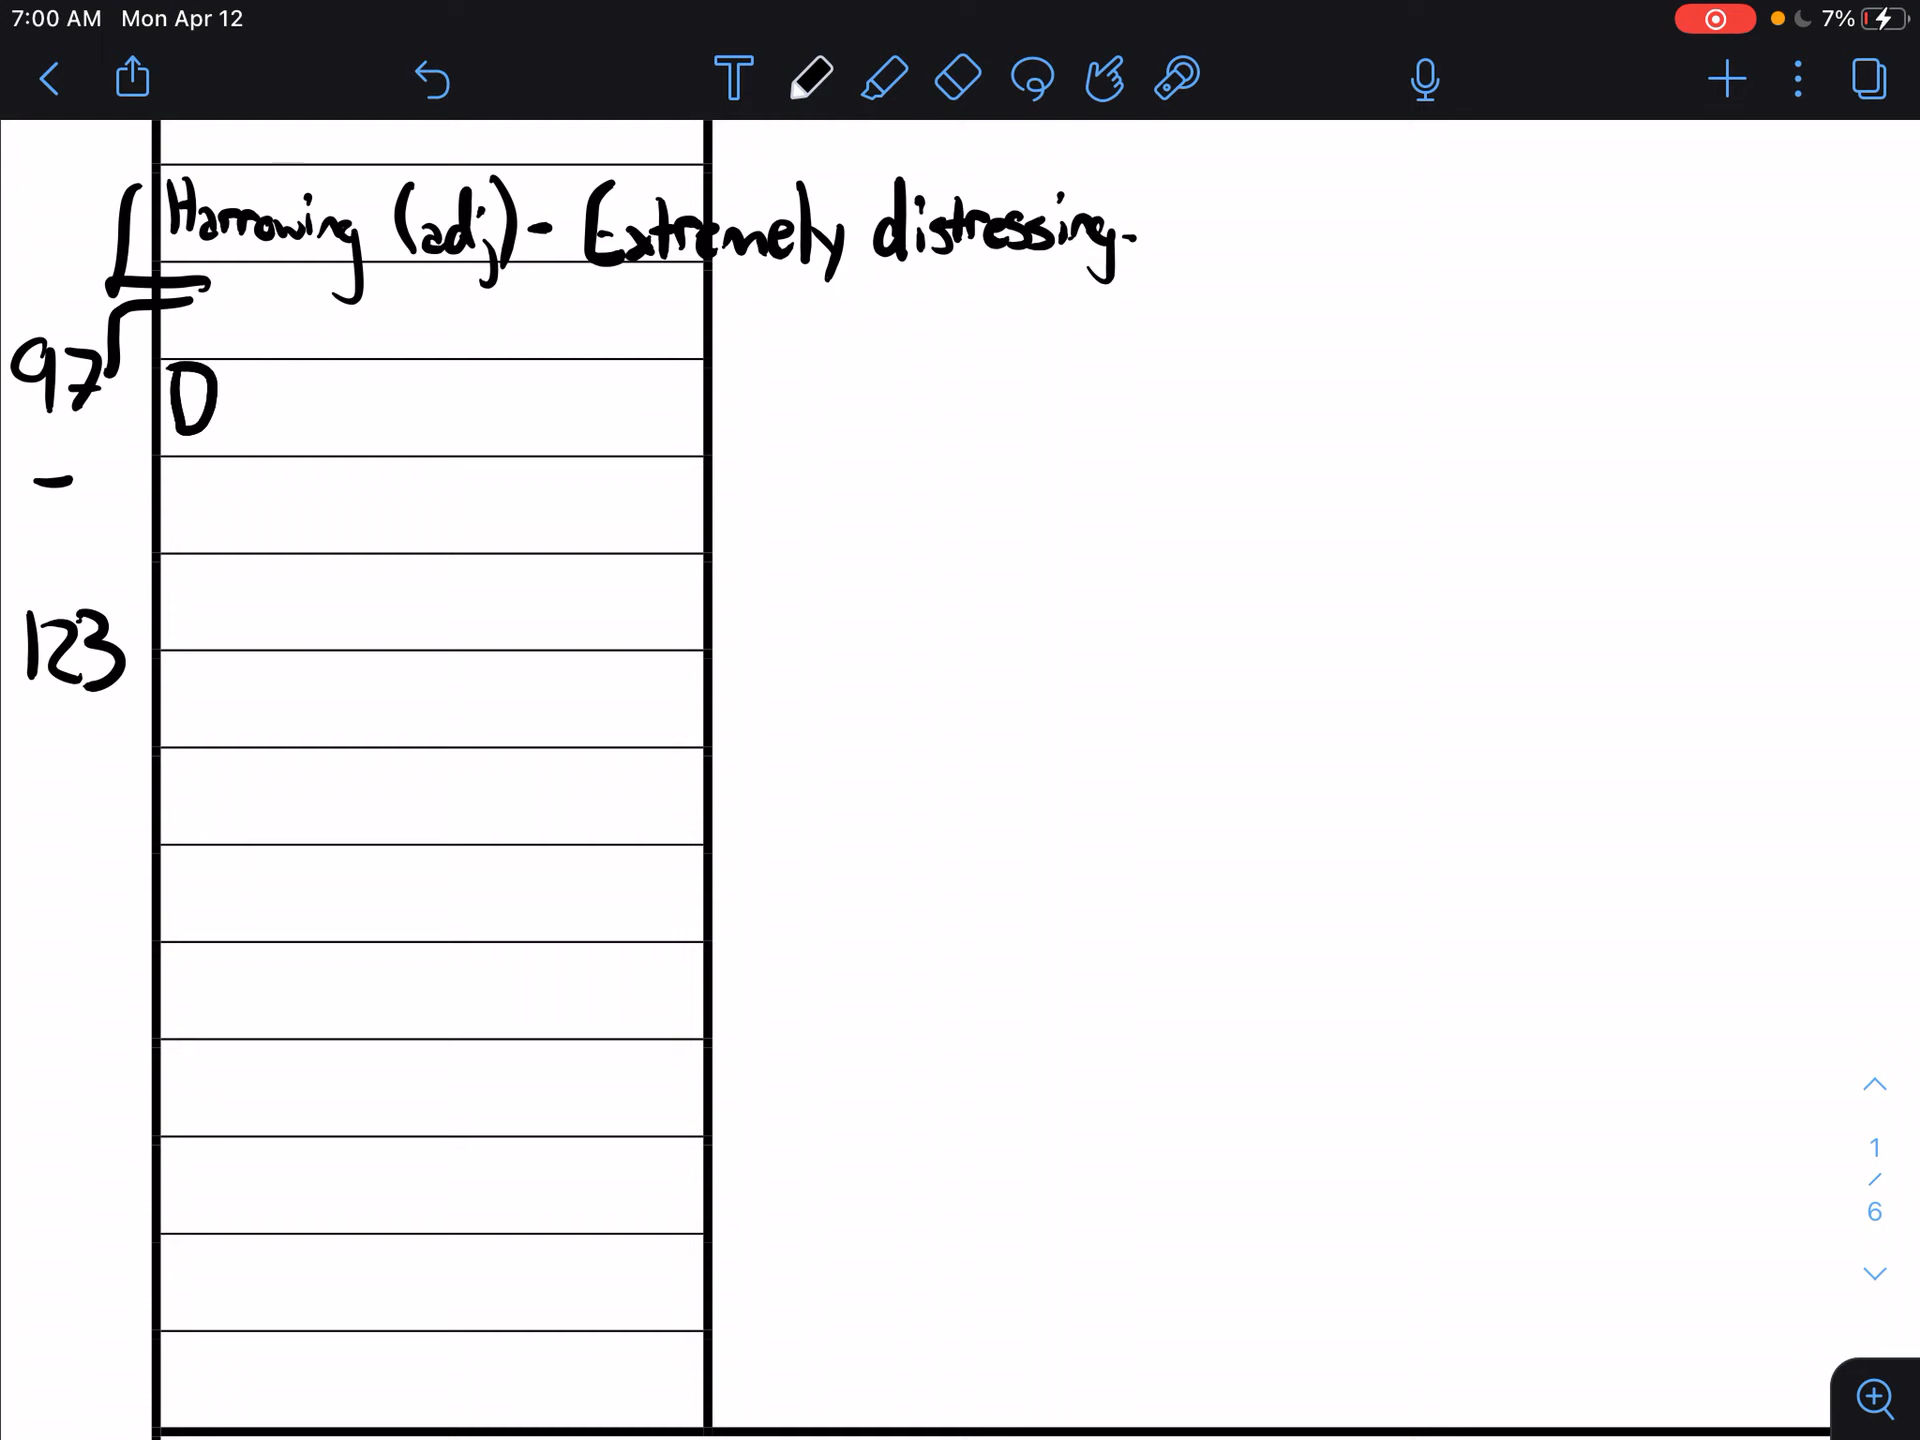 7:00 AM Mon Apr 12
7%
Harrowing (adj) - Extremely distressing.
97
D
-
123
1
/
6